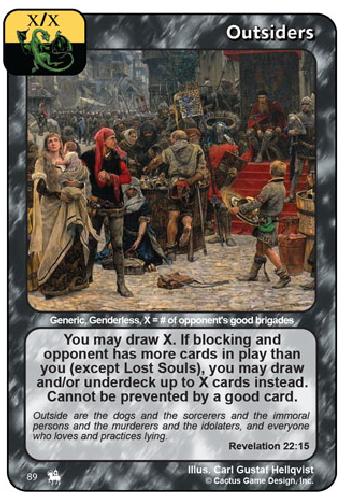 X/X
Outsiders
Generic, Genderless, X = # of opponent's good brigades
You may draw X. If blocking and
opponent has more cards in play than
you (except Lost Souls), you may draw
and/or underdeck up to X cards instead.
Cannot be prevented by a good card.
Outside are the dogs and the sorcerers and the immoral
persons and the murderers and the idolaters, and everyone
who loves and practices lying.
Revelation 22:15
Illus. Carl Gustaf Hellqvist
89
© Cactus Game Design, Inc.